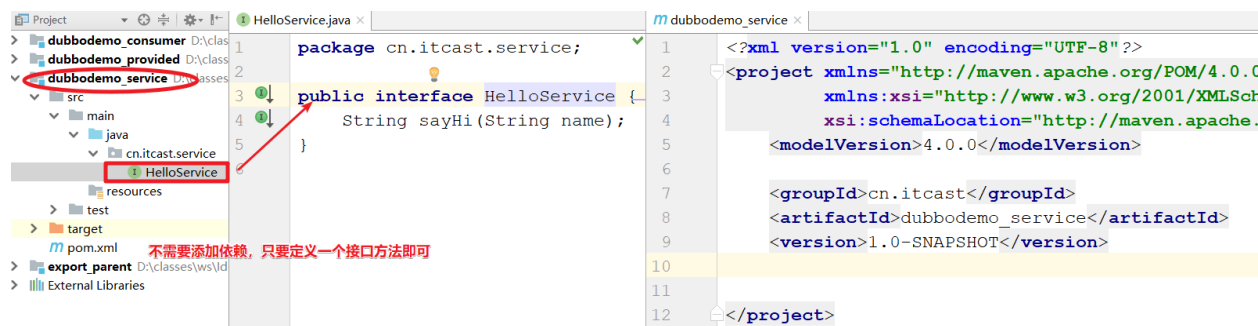 Project
dubbodemo_consumer D:\clas
dubbodemo_provided D:\class
dubbodemo_service D:\classes
src
main
java
cn.itcast.service
HelloService
resources
test
target
pom.xml
export_parent D:\classes\ws\Id
External Libraries
不需要添加依赖，只要定义一个接口方法即可
HelloService.java ×
1 package cn.itcast.service;
2
3 public interface HelloService {
4 String sayHi(String name);
5 }
6
m dubbodemo_service ×
1 <?xml version="1.0" encoding="UTF-8"?>
2 <project xmlns="http://maven.apache.org/POM/4.0.0
3 xmlns:xsi="http://www.w3.org/2001/XMLSch
4 xsi:schemaLocation="http://maven.apache.
5 <modelVersion>4.0.0</modelVersion>
6
7 <groupId>cn.itcast</groupId>
8 <artifactId>dubbodemo_service</artifactId>
9 <version>1.0-SNAPSHOT</version>
10
11
12 </project>